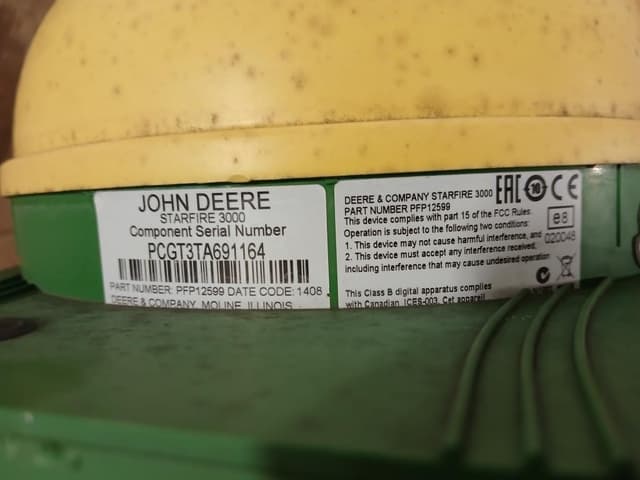 JOHN DEERE
STARFIRE 3000
Component Serial Number
PCGT3TA691164
PART NUMBER: PFP12599 DATE CODE: 1408
DEERE & COMPANY MOLINE ILLINOIS
DEERE & COMPANY STARFIRE 3000
PART NUMBER PFP12599
This device complies with part 15 of the FCC Rules.
Operation is subject to the following two conditions:
1. This device may not cause harmful interference, and
2. This device must accept any interference received,
including interference that may cause undesired operation
This Class B digital apparatus complies
with Canadian ICES-003. Cet appareil
EAC 10 CE
e8
020048